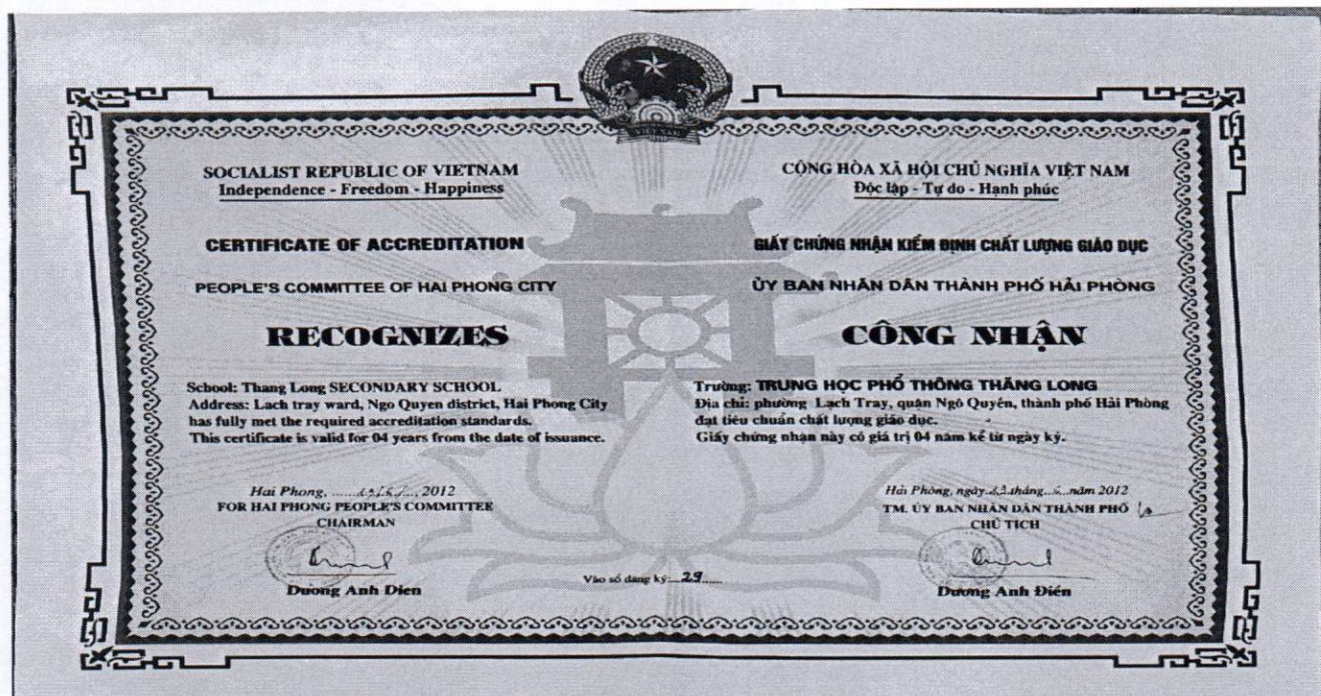 VIỆT NAM
SOCIALIST REPUBLIC OF VIETNAM
Independence - Freedom - Happiness
CERTIFICATE OF ACCREDITATION
PEOPLE'S COMMITTEE OF HAI PHONG CITY
RECOGNIZES
School: Thang Long SECONDARY SCHOOL
Address: Lach tray ward, Ngo Quyen district, Hai Phong City
has fully met the required accreditation standards.
This certificate is valid for 04 years from the date of issuance.
Hai Phong, 2012
FOR HAI PHONG PEOPLE'S COMMITTEE
CHAIRMAN
Duong Anh Dien
CỘNG HÒA XÃ HỘI CHỦ NGHĨA VIỆT NAM
Độc lập - Tự do - Hạnh phúc
GIẤY CHỨNG NHẬN KIỂM ĐỊNH CHẤT LƯỢNG GIÁO DỤC
ỦY BAN NHÂN DÂN THÀNH PHỐ HẢI PHÒNG
CÔNG NHẬN
Trường: TRUNG HỌC PHỔ THÔNG THĂNG LONG
Địa chỉ: phường Lạch Tray, quận Ngô Quyền, thành phố Hải Phòng
đạt tiêu chuẩn chất lượng giáo dục.
Giấy chứng nhận này có giá trị 04 năm kể từ ngày ký.
Hải Phòng, ngày tháng 6 năm 2012
TM. ỦY BAN NHÂN DÂN THÀNH PHỐ
CHỦ TỊCH
Dương Anh Điền
Vào sổ đăng ký: 29